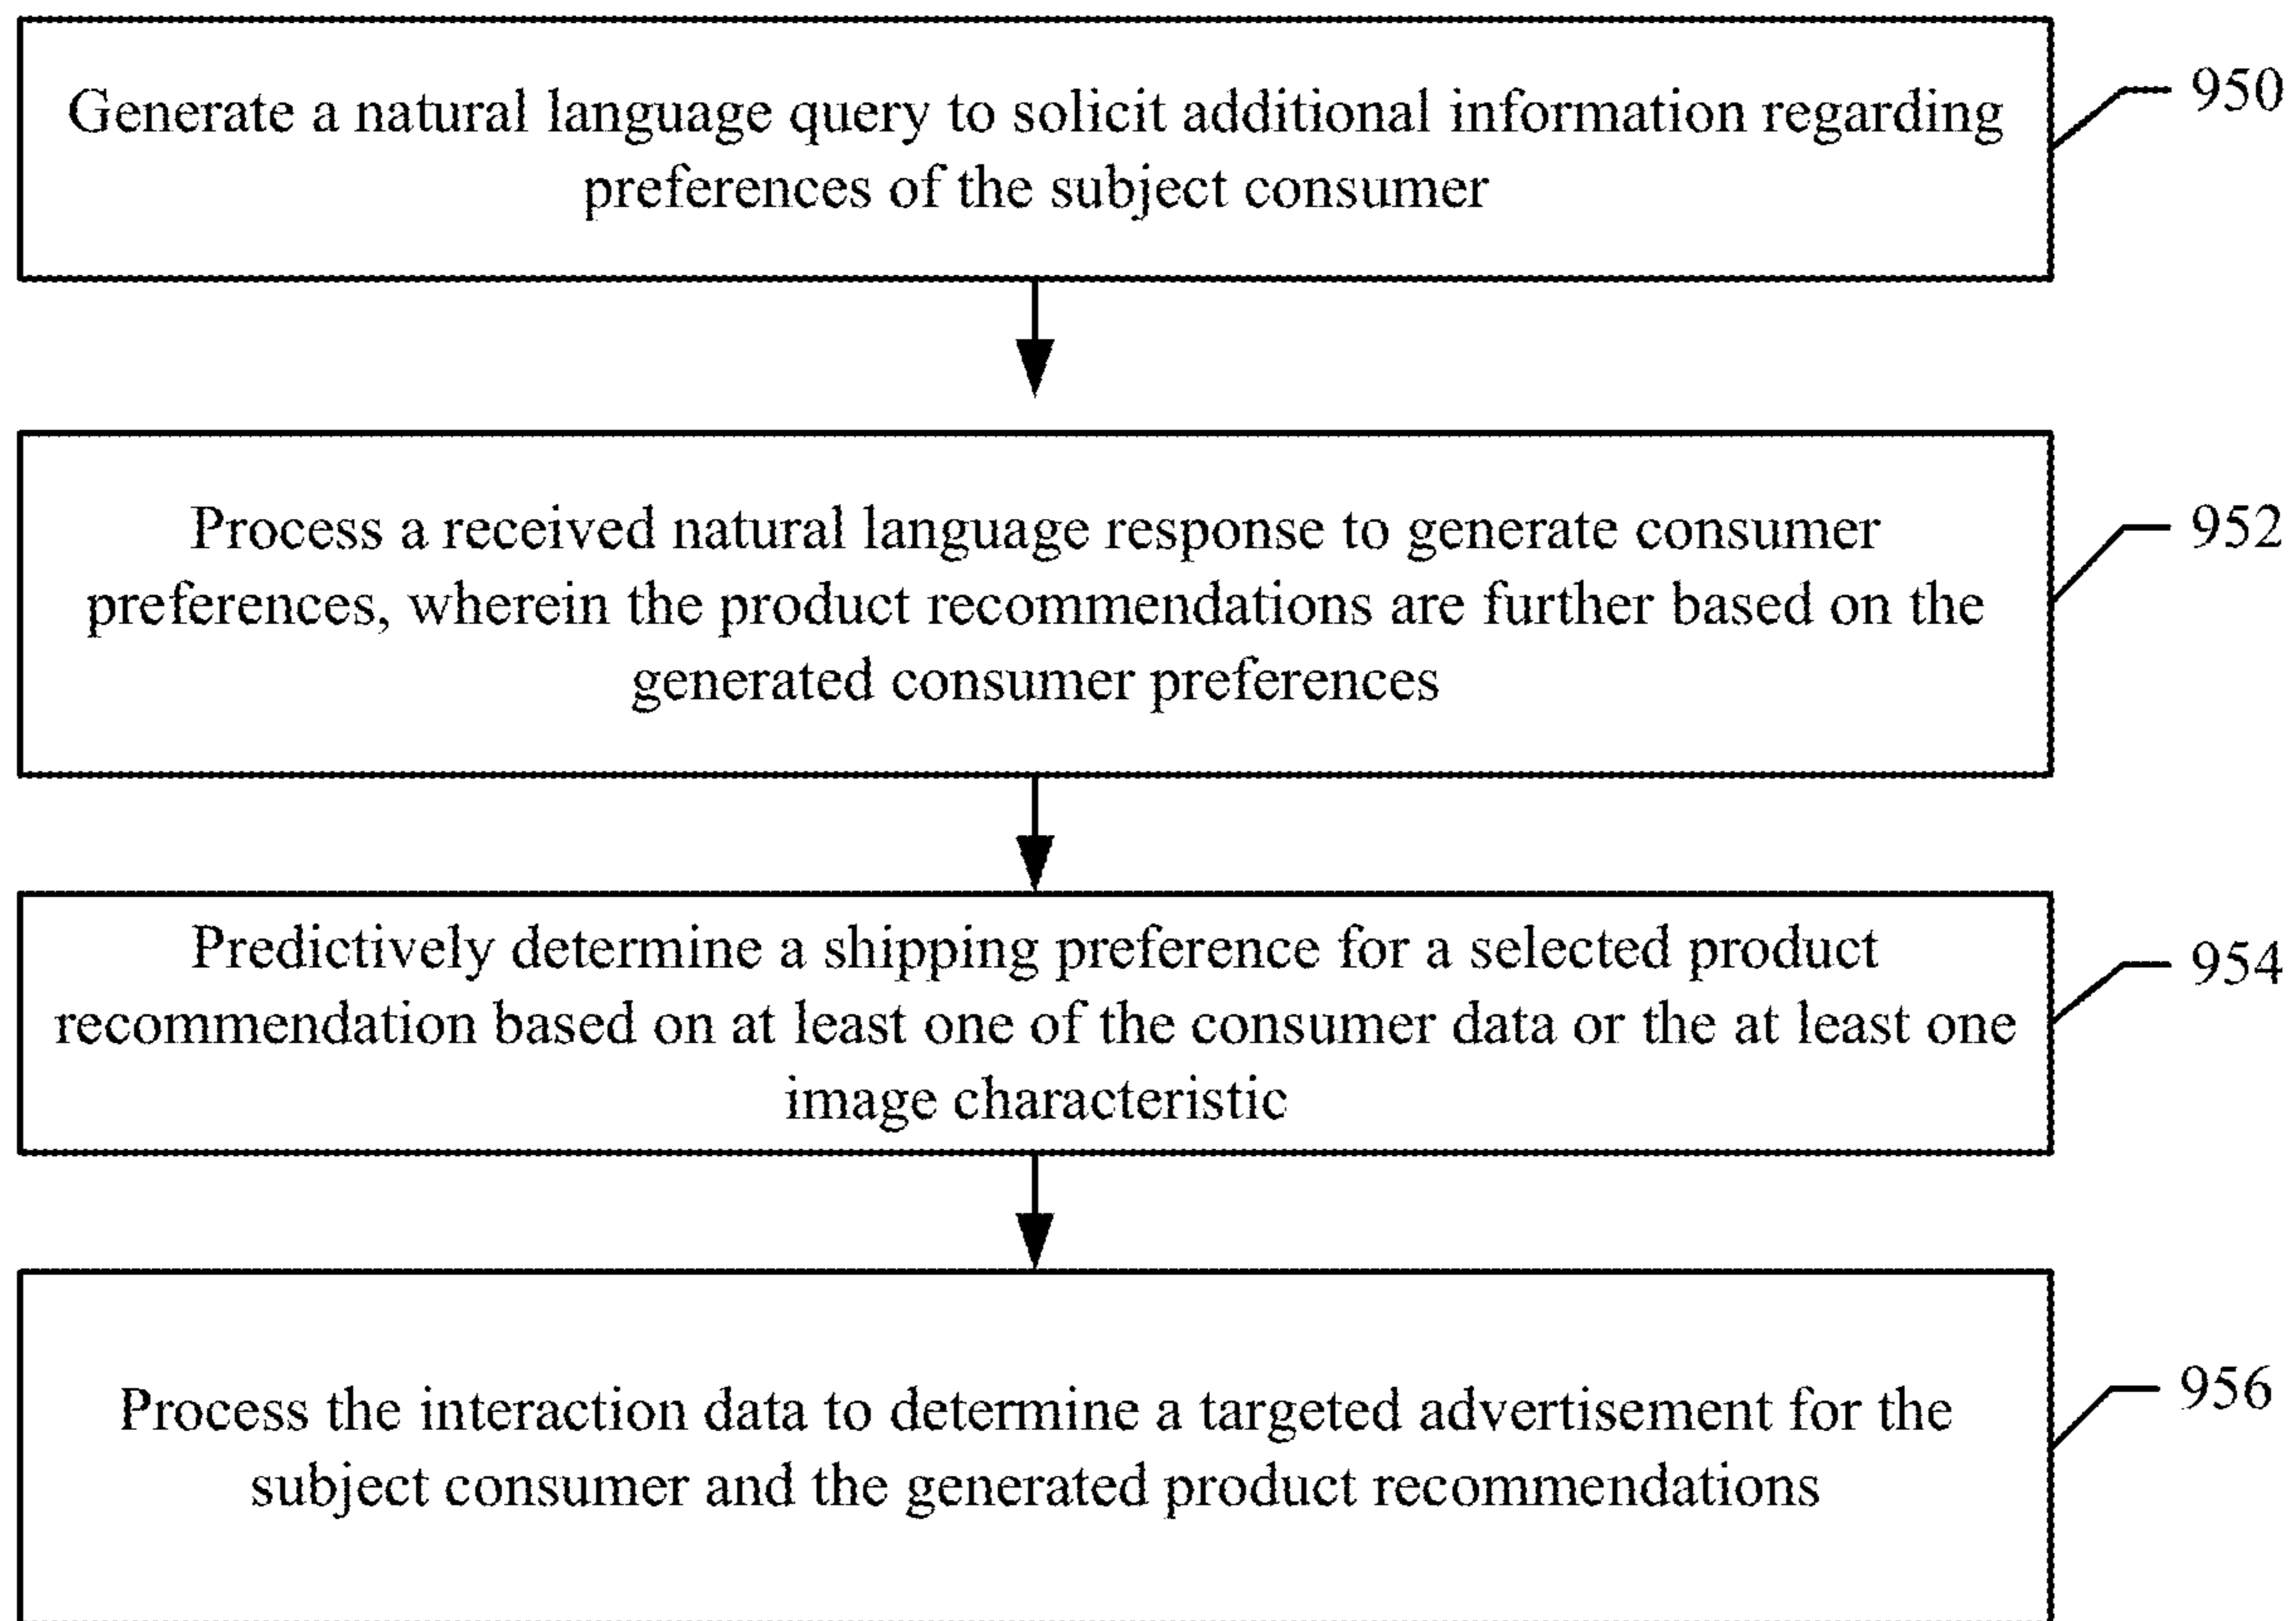 Generate a natural language query to solicit additional information regarding
preferences of the subject consumer
950
Process a received natural language response to generate consumer
preferences, wherein the product recommendations are further based on the
generated consumer preferences
952
Predictively determine a shipping preference for a selected product
recommendation based on at least one of the consumer data or the at least one
image characteristic
954
Process the interaction data to determine a targeted advertisement for the
subject consumer and the generated product recommendations
956